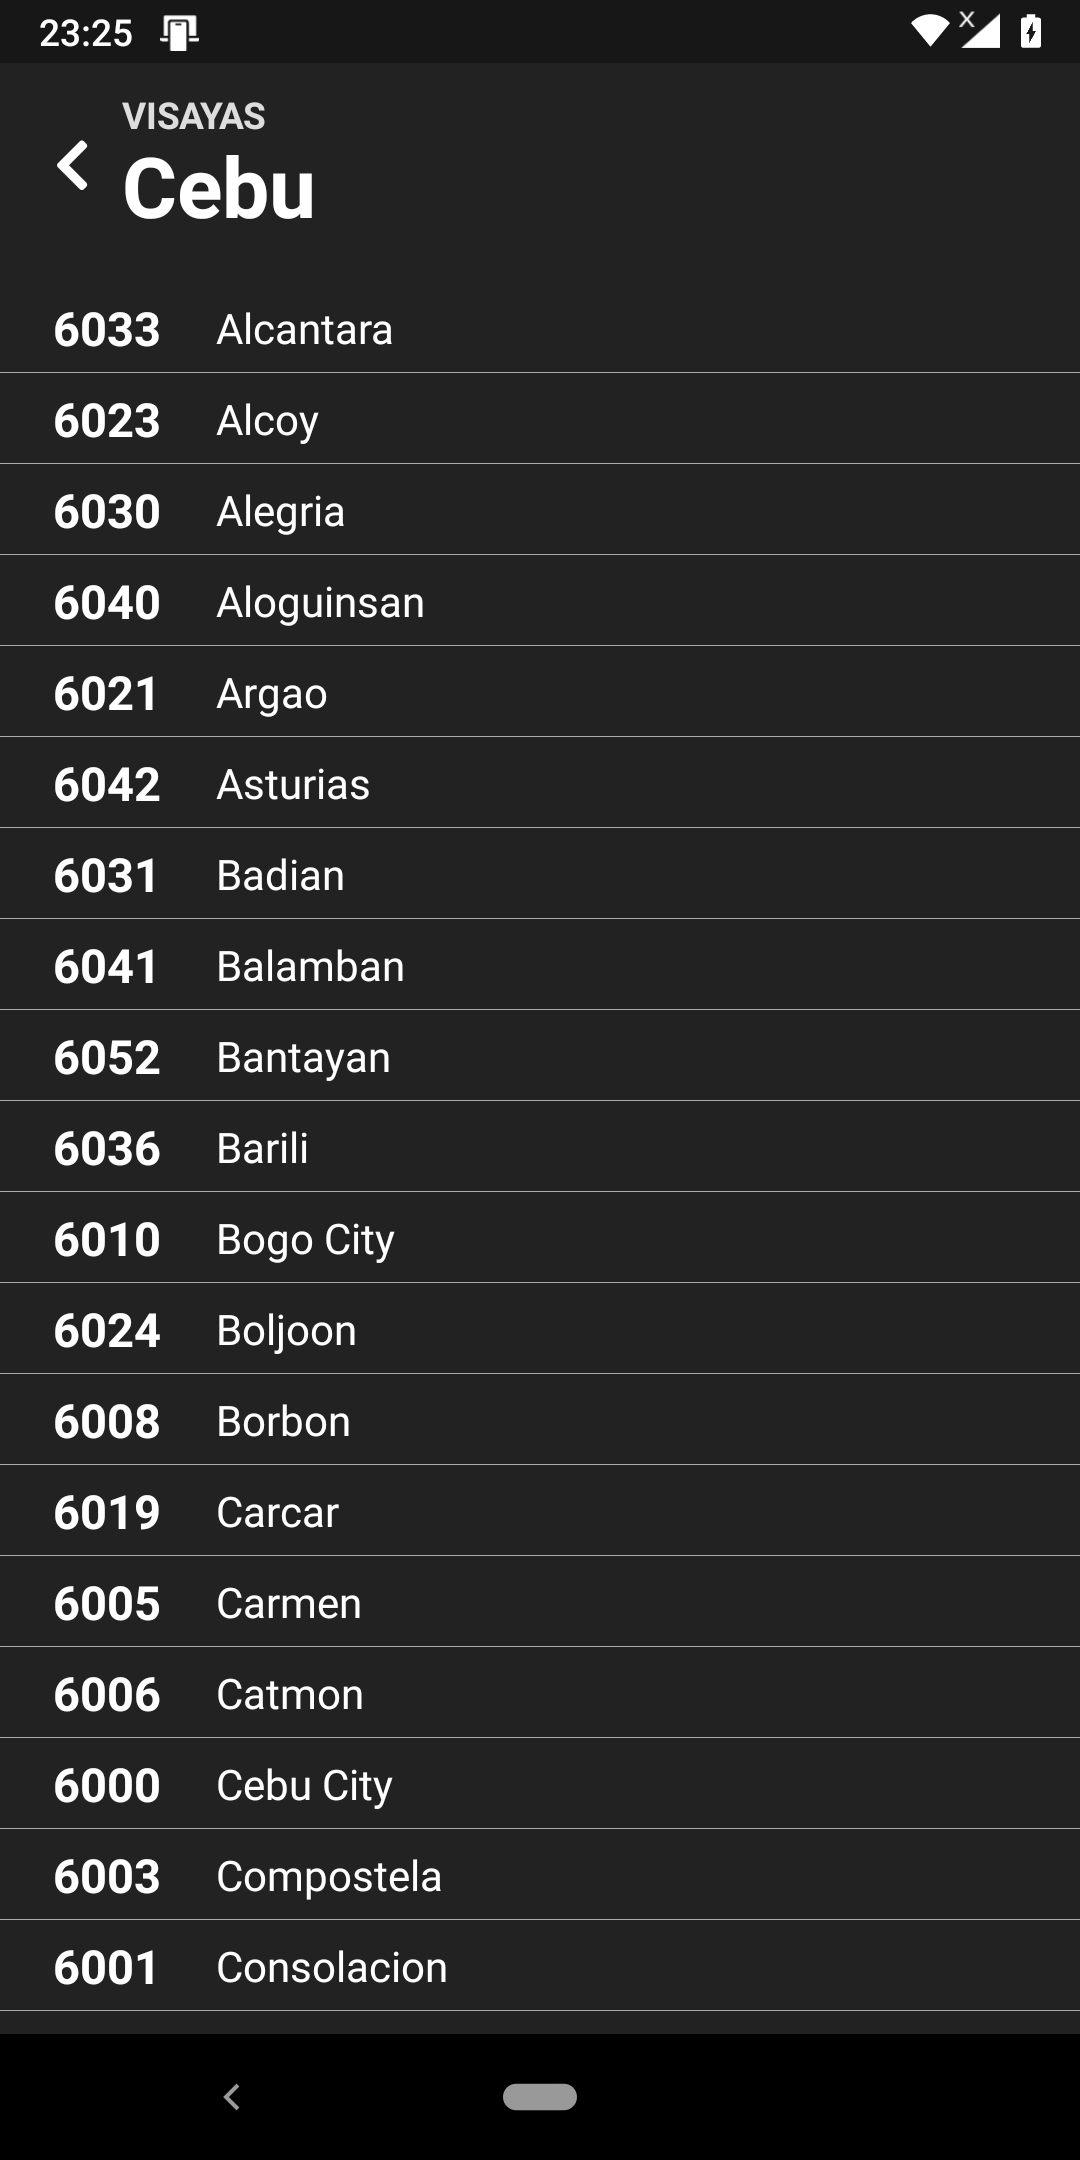 23:25
VISAYAS
Cebu
6033 Alcantara
6023 Alcoy
6030 Alegria
6040 Aloguinsan
6021 Argao
6042 Asturias
6031 Badian
6041 Balamban
6052 Bantayan
6036 Barili
6010 Bogo City
6024 Boljoon
6008 Borbon
6019 Carcar
6005 Carmen
6006 Catmon
6000 Cebu City
6003 Compostela
6001 Consolacion